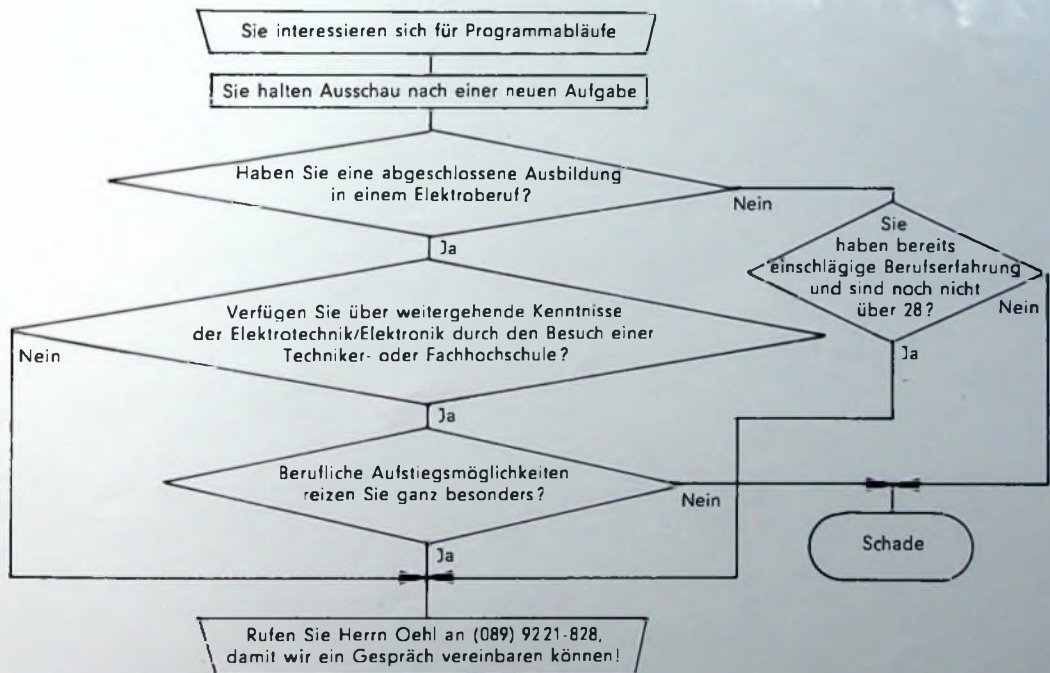 Sie interessieren sich für Programmabläufe
Sie halten Ausschau nach einer neuen Aufgabe
Haben Sie eine abgeschlossene Ausbildung
in einem Elektroberuf?
Nein
Ja
Sie
haben bereits
einschlägige Berufserfahrung
und sind noch nicht
über 28?
Nein
Ja
Verfügen Sie über weitergehende Kenntnisse
der Elektrotechnik/Elektronik durch den Besuch einer
Techniker- oder Fachhochschule?
Nein
Ja
Berufliche Aufstiegsmöglichkeiten
reizen Sie ganz besonders?
Nein
Ja
Schade
Rufen Sie Herrn Oehl an (089) 9221-828,
damit wir ein Gespräch vereinbaren können!